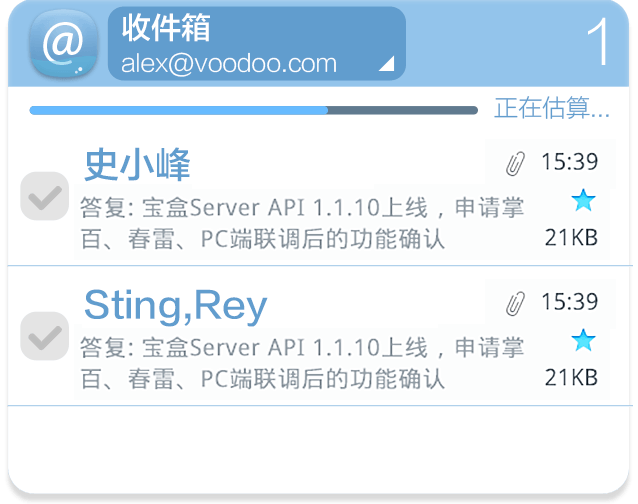 @
收件箱
alex@voodoo.com
1
正在估算...
史小峰
15:39
答复: 宝盒Server API 1.1.10上线，申请掌
百、春雷、PC端联调后的功能确认
21KB
Sting,Rey
15:39
答复: 宝盒Server API 1.1.10上线，申请掌
百、春雷、PC端联调后的功能确认
21KB